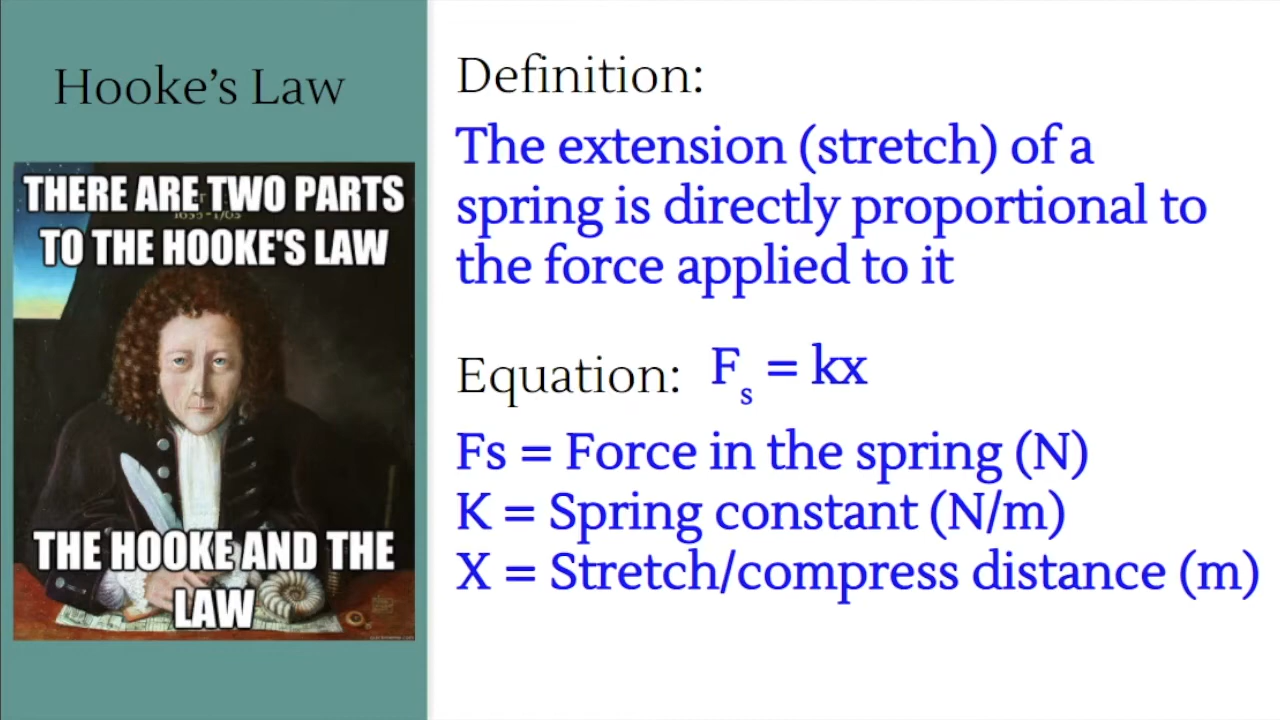 Hooke's Law
THERE ARE TWO PARTS
1635 - 1703
TO THE HOOKE'S LAW
THE HOOKE AND THE
LAW
Definition:
The extension (stretch) of a
spring is directly proportional to
the force applied to it
Equation: Fₛ = kx
Fs = Force in the spring (N)
K = Spring constant (N/m)
X = Stretch/compress distance (m)